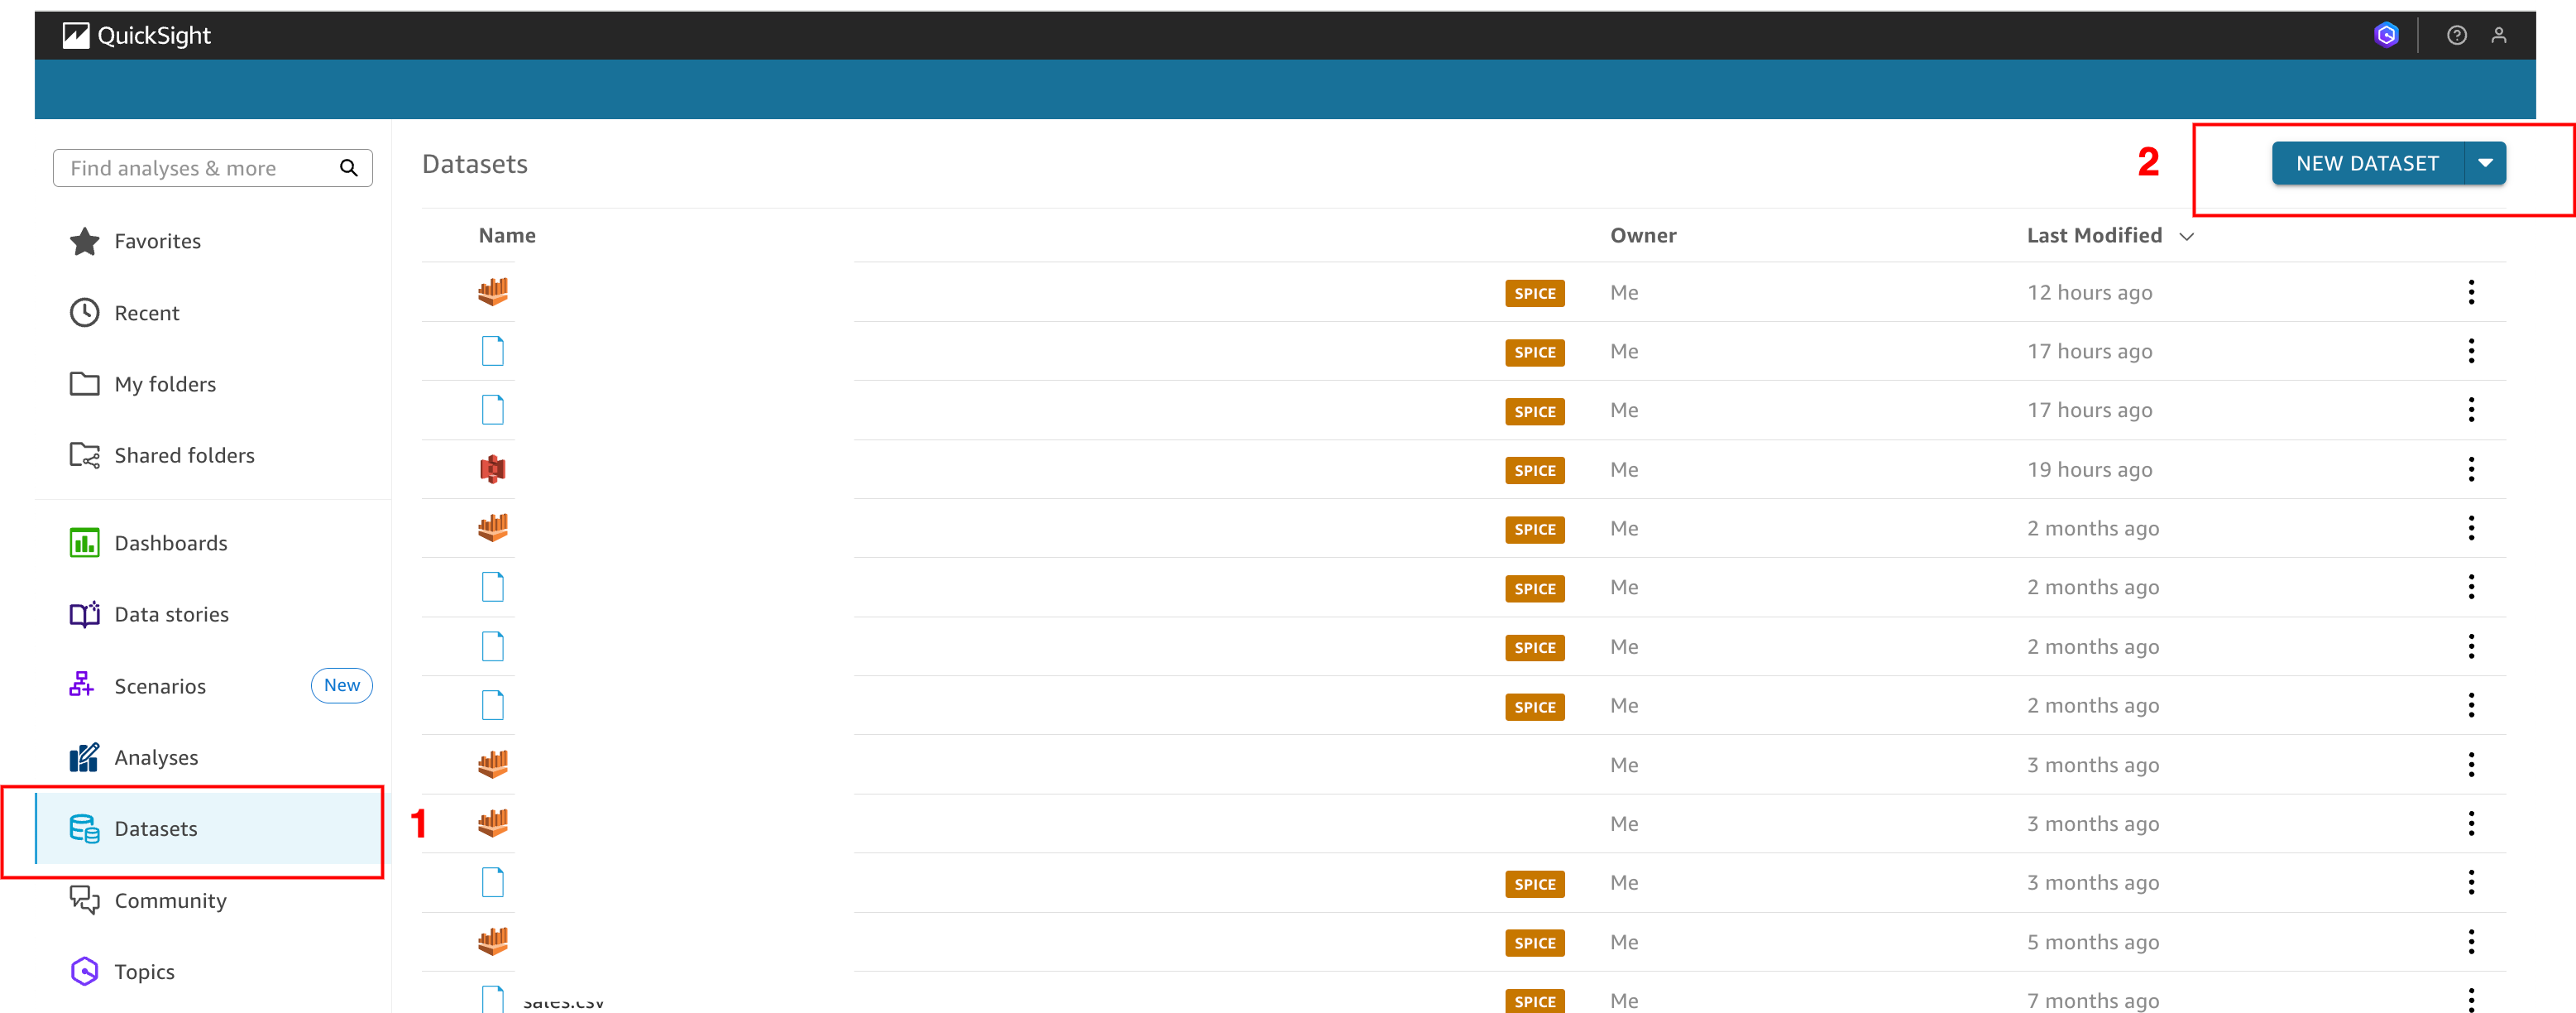 QuickSight
Find analyses & more
Favorites
Recent
My folders
Shared folders
Dashboards
Data stories
Scenarios New
Analyses
Datasets 1
Community
Topics
Datasets 2 NEW DATASET
Name Owner Last Modified
SPICE Me 12 hours ago
SPICE Me 17 hours ago
SPICE Me 17 hours ago
SPICE Me 19 hours ago
SPICE Me 2 months ago
SPICE Me 2 months ago
SPICE Me 2 months ago
SPICE Me 2 months ago
Me 3 months ago
Me 3 months ago
SPICE Me 3 months ago
SPICE Me 5 months ago
sales.csv SPICE Me 7 months ago